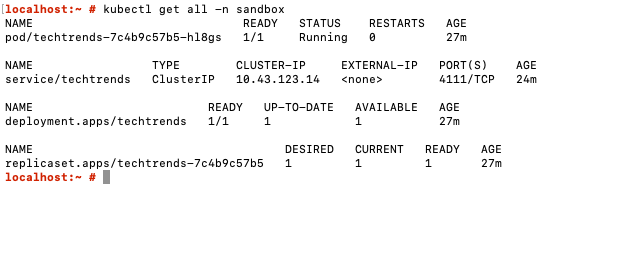 localhost:~ # kubectl get all -n sandbox
NAME                             READY   STATUS    RESTARTS   AGE
pod/techtrends-7c4b9c57b5-hl8gs   1/1     Running   0          27m
NAME                 TYPE        CLUSTER-IP     EXTERNAL-IP   PORT(S)    AGE
service/techtrends   ClusterIP   10.43.123.14   <none>        4111/TCP   24m
NAME                         READY   UP-TO-DATE   AVAILABLE   AGE
deployment.apps/techtrends   1/1     1            1           27m
NAME                                    DESIRED   CURRENT   READY   AGE
replicaset.apps/techtrends-7c4b9c57b5   1         1         1       27m
localhost:~ #